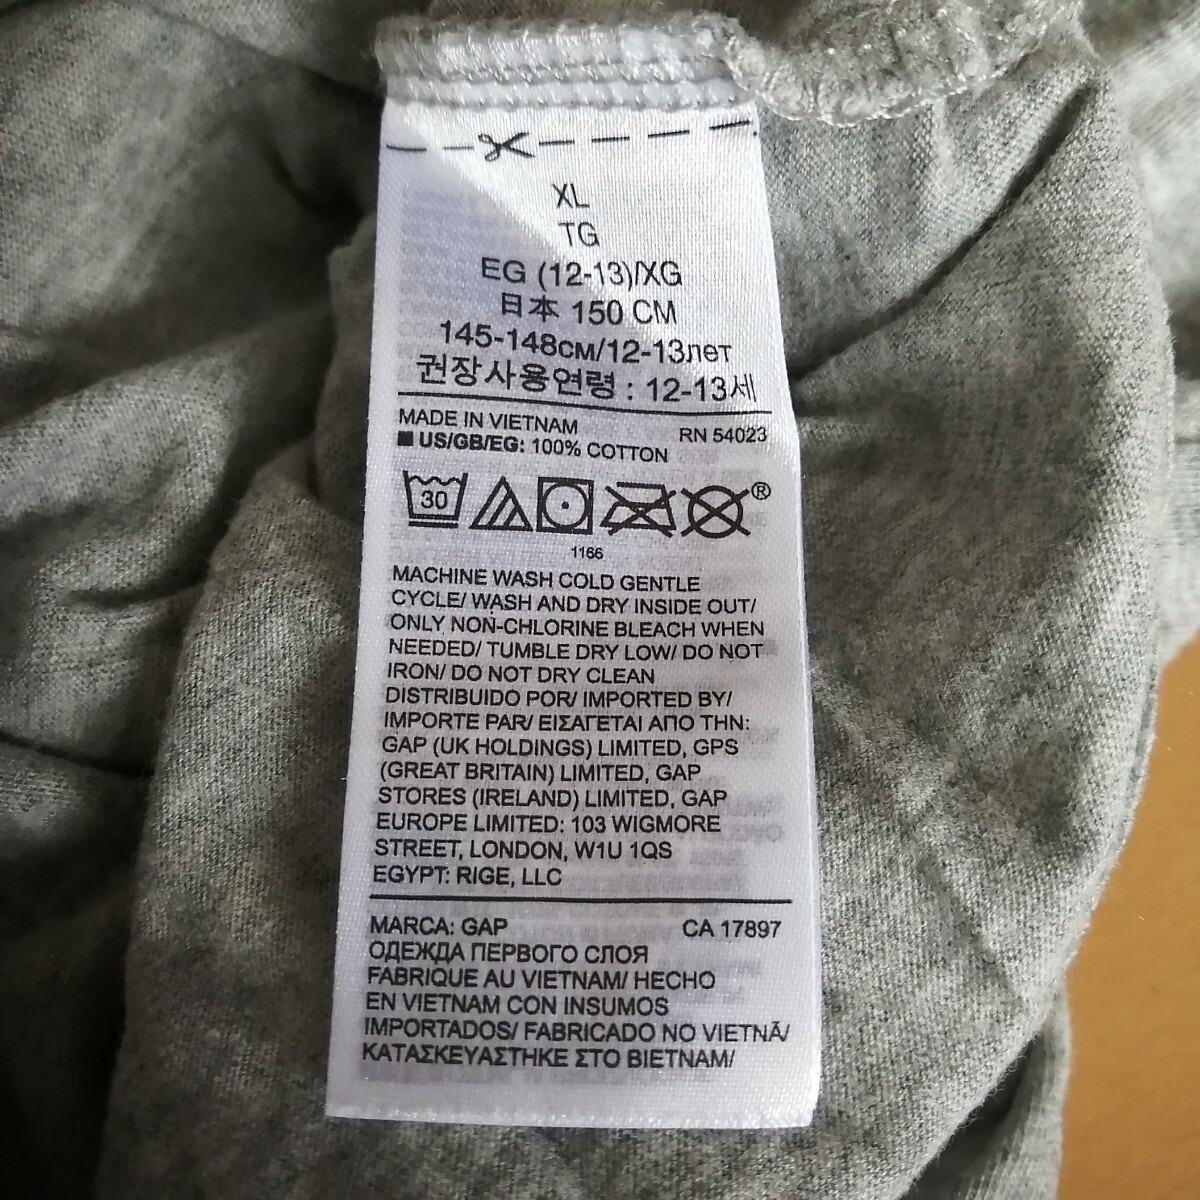 XL
TG
EG (12-13)/XG
日本 150 CM
145-148см/12-13лет
권장사용연령 : 12-13세
MADE IN VIETNAM
RN 54023
US/GB/EG: 100% COTTON
30
®
1166
MACHINE WASH COLD GENTLE
CYCLE/ WASH AND DRY INSIDE OUT/
ONLY NON-CHLORINE BLEACH WHEN
NEEDED/ TUMBLE DRY LOW/ DO NOT
IRON/ DO NOT DRY CLEAN
DISTRIBUIDO POR/ IMPORTED BY/
IMPORTE PAR/ ΕΙΣΑΓΕΤΑΙ ΑΠΟ ΤΗΝ:
GAP (UK HOLDINGS) LIMITED, GPS
(GREAT BRITAIN) LIMITED, GAP
STORES (IRELAND) LIMITED, GAP
EUROPE LIMITED: 103 WIGMORE
STREET, LONDON, W1U 1QS
EGYPT: RIGE, LLC
MARCA: GAP
CA 17897
ОДЕЖДА ПЕРВОГО СЛОЯ
FABRIQUE AU VIETNAM/ HECHO
EN VIETNAM CON INSUMOS
IMPORTADOS/ FABRICADO NO VIETNÃ/
ΚΑΤΑΣΚΕΥΑΣΤΗΚΕ ΣΤΟ ΒΙΕΤΝΑΜ/